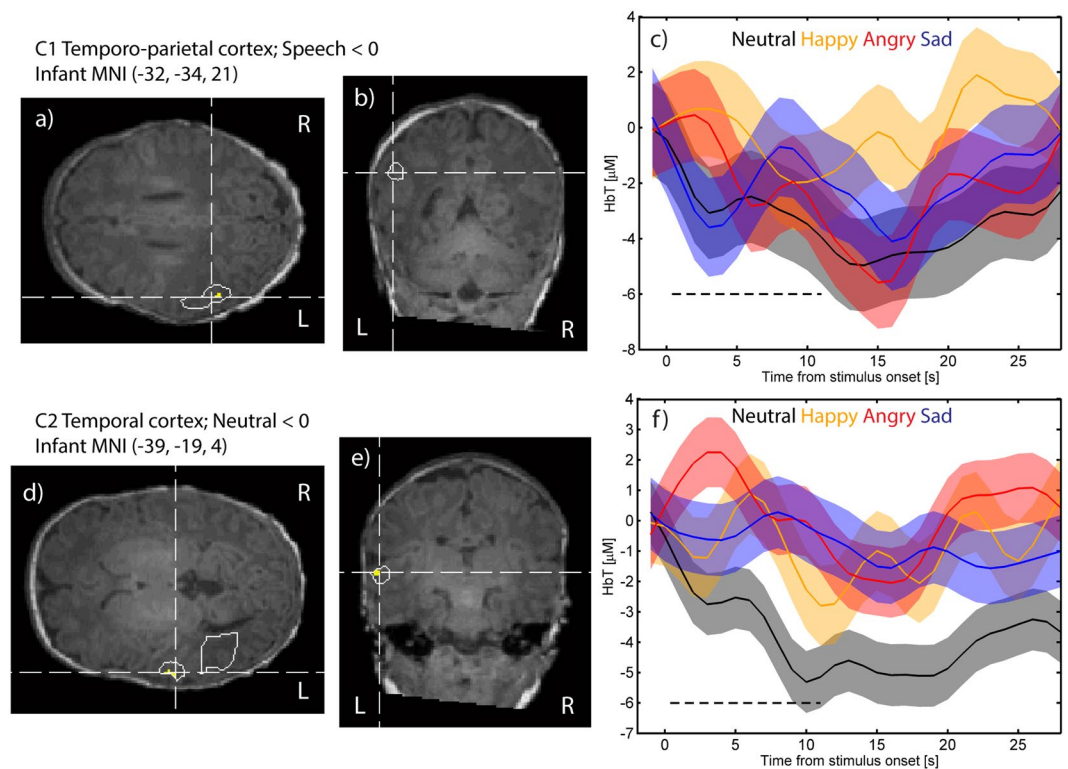 C1 Temporo-parietal cortex; Speech < 0
Infant MNI (-32, -34, 21)
a)
R
L
b)
L
R
c)
Neutral Happy Angry Sad
4
2
0
-2
-4
-6
-8
HbT [μM]
0 5 10 15 20 25
Time from stimulus onset [s]
C2 Temporal cortex; Neutral < 0
Infant MNI (-39, -19, 4)
d)
R
L
e)
L
R
f)
Neutral Happy Angry Sad
4
3
2
1
0
-1
-2
-3
-4
-5
-6
-7
HbT [μM]
0 5 10 15 20 25
Time from stimulus onset [s]